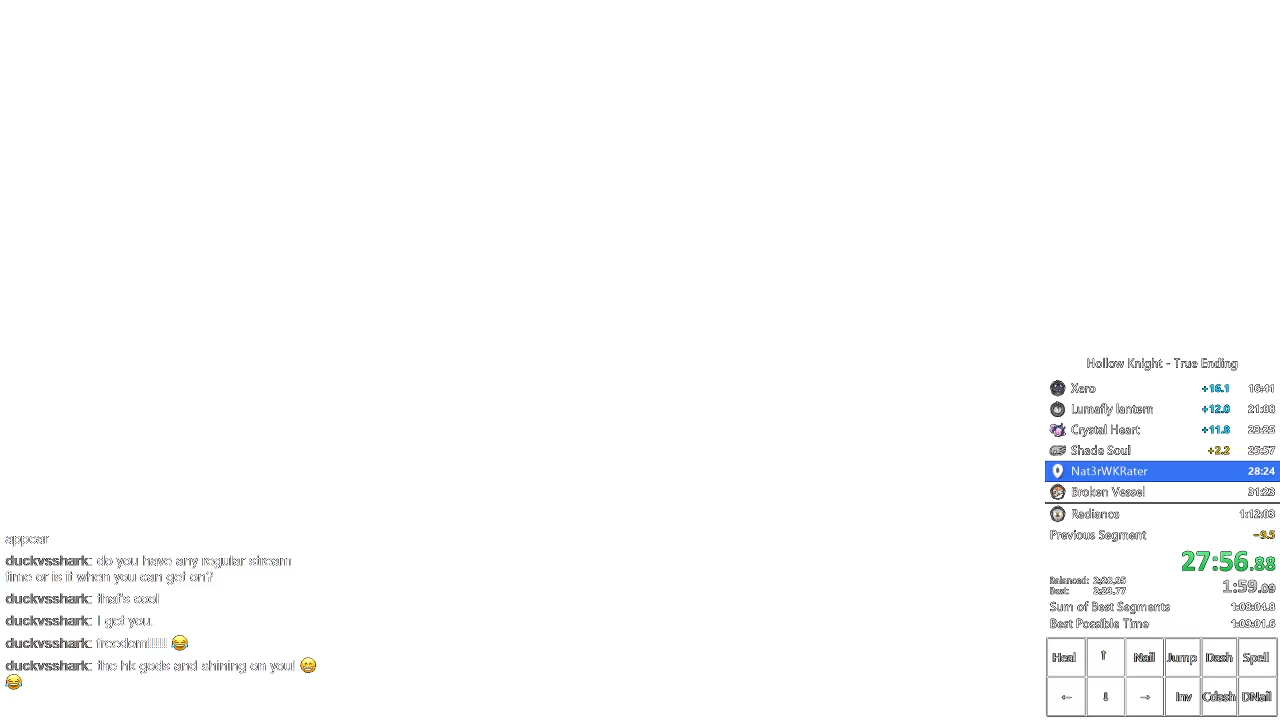 Hollow Knight - True Ending
Xero +16.1 16:41
Lumafly lantern +12.0 21:08
Crystal Heart +11.8 23:25
Shade Soul +2.2 25:57
Nat3rWKRater 28:24
Broken Vessel 31:23
Radiance 1:12:03
Previous Segment -9.5
27:56.88
Balanced:
Best:
1:59.09
Sum of Best Segments 1:08:04.8
Best Possible Time 1:09:01.6
Heal ↑ Nail Jump Dash Spell
← ↓ → Inv Cdash DNail
appear
duckvsshark: do you have any regular stream
time or is it when you can get on?
duckvsshark: that's cool
duckvsshark: I get you.
duckvsshark: freedom!!!!!! 😂
duckvsshark: the hk gods and shining on you! 😄
😂